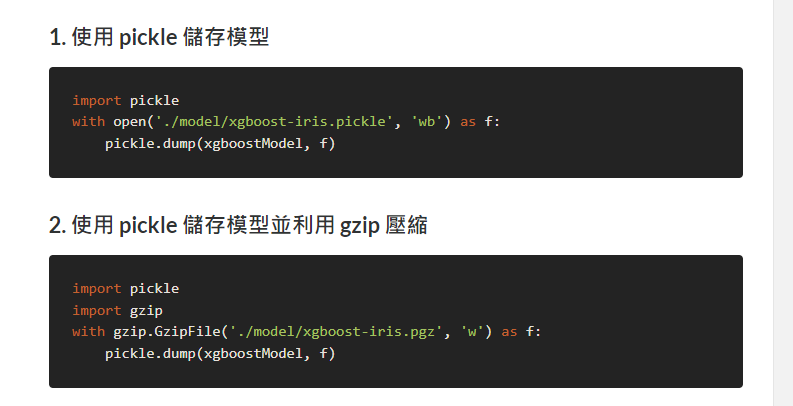 1. 使用 pickle 儲存模型
import pickle
with open('./model/xgboost-iris.pickle', 'wb') as f:
    pickle.dump(xgboostModel, f)
2. 使用 pickle 儲存模型並利用 gzip 壓縮
import pickle
import gzip
with gzip.GzipFile('./model/xgboost-iris.pgz', 'w') as f:
    pickle.dump(xgboostModel, f)